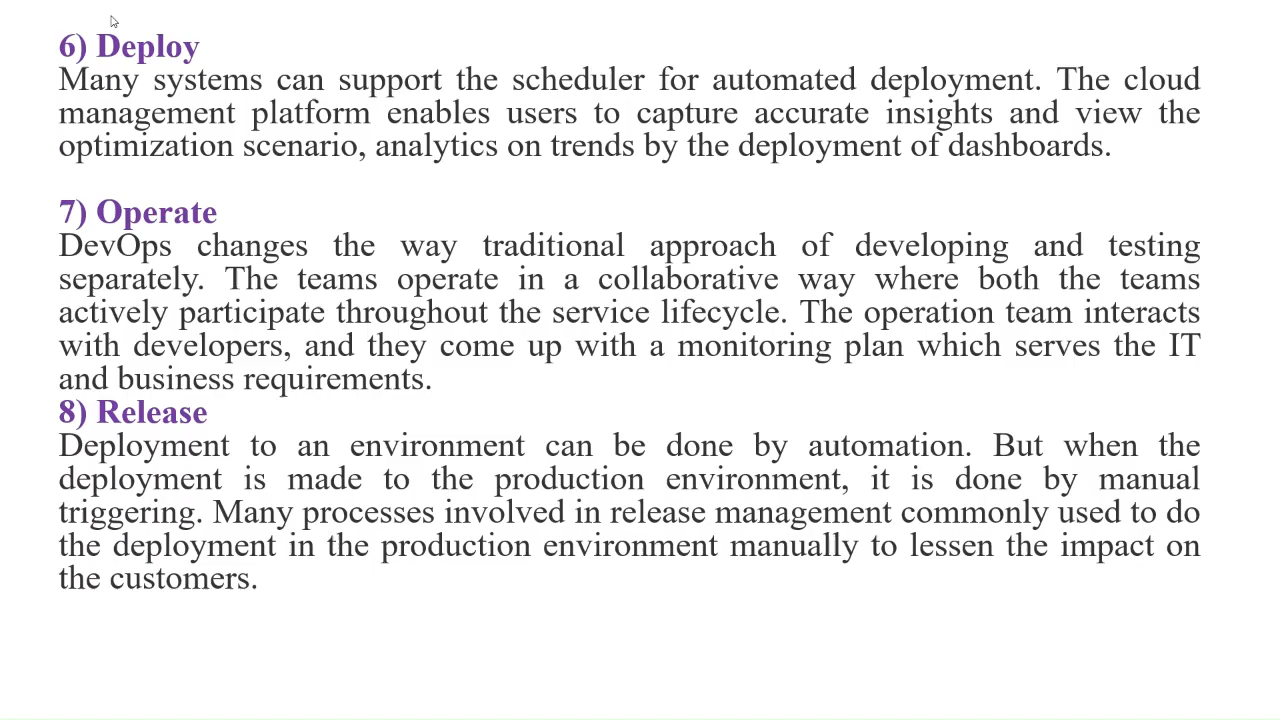 6) Deploy
Many systems can support the scheduler for automated deployment. The cloud
management platform enables users to capture accurate insights and view the
optimization scenario, analytics on trends by the deployment of dashboards.
7) Operate
DevOps changes the way traditional approach of developing and testing
separately. The teams operate in a collaborative way where both the teams
actively participate throughout the service lifecycle. The operation team interacts
with developers, and they come up with a monitoring plan which serves the IT
and business requirements.
8) Release
Deployment to an environment can be done by automation. But when the
deployment is made to the production environment, it is done by manual
triggering. Many processes involved in release management commonly used to do
the deployment in the production environment manually to lessen the impact on
the customers.